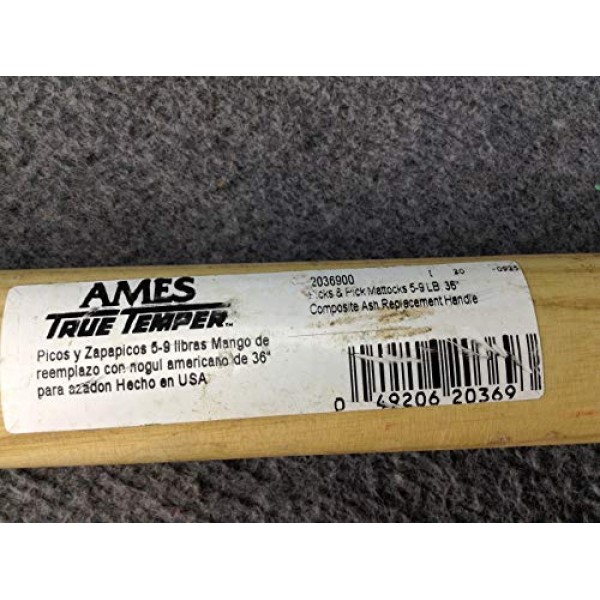 AMES
TRUE TEMPER™
Picos y Zapapicos 5-9 libras Mango de
reemplazo con nogul americano de 36"
para azadon Hecho en USA
2036900
Picks & Pick Mattocks 5-9 LB. 36"
Composite Ash Replacement Handle
0 49206 20369